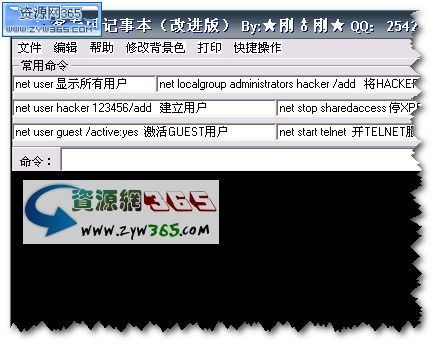 资源网365
www.zyw365.com
记事本（改进版） By:★刚♂刚★ QQ: 2542
文件 编辑 帮助 修改背景色 打印 快捷操作
常用命令
net user 显示所有用户 net localgroup administrators hacker /add 将HACKER
net user hacker 123456/add 建立用户 net stop sharedaccess 停XP
net user guest /active:yes 激活GUEST用户 net start telnet 开TELNET服
命令：
資源網365
www.zyw365.com